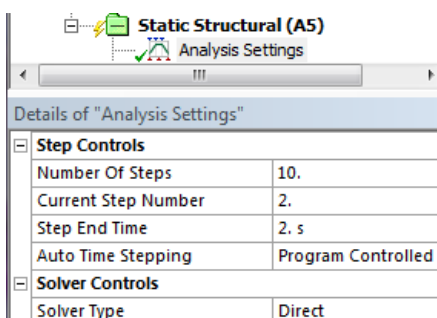 Static Structural (A5)
Analysis Settings
Details of "Analysis Settings"
Step Controls
Number Of Steps 10.
Current Step Number 2.
Step End Time 2. s
Auto Time Stepping Program Controlled
Solver Controls
Solver Type Direct